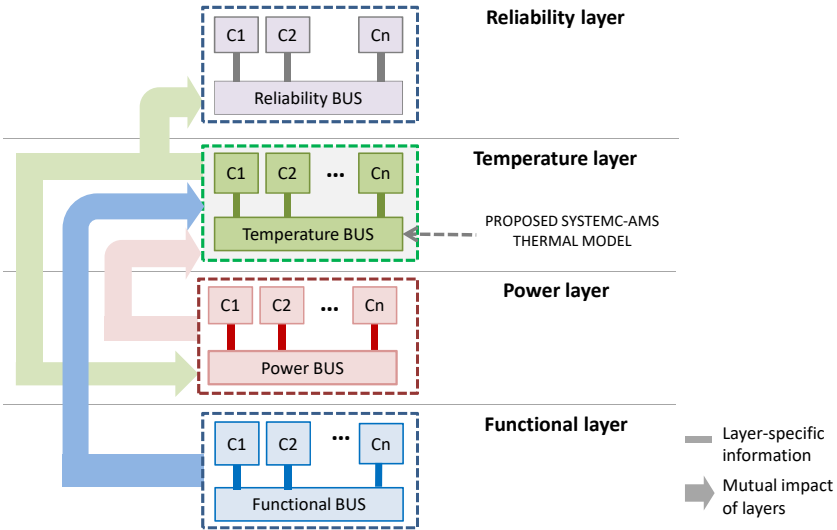 Reliability layer
C1 C2 Cn
Reliability BUS
Temperature layer
C1 C2 ... Cn
Temperature BUS
PROPOSED SYSTEMC-AMS
THERMAL MODEL
Power layer
C1 C2 ... Cn
Power BUS
Functional layer
C1 C2 ... Cn
Functional BUS
Layer-specific
information
Mutual impact
of layers